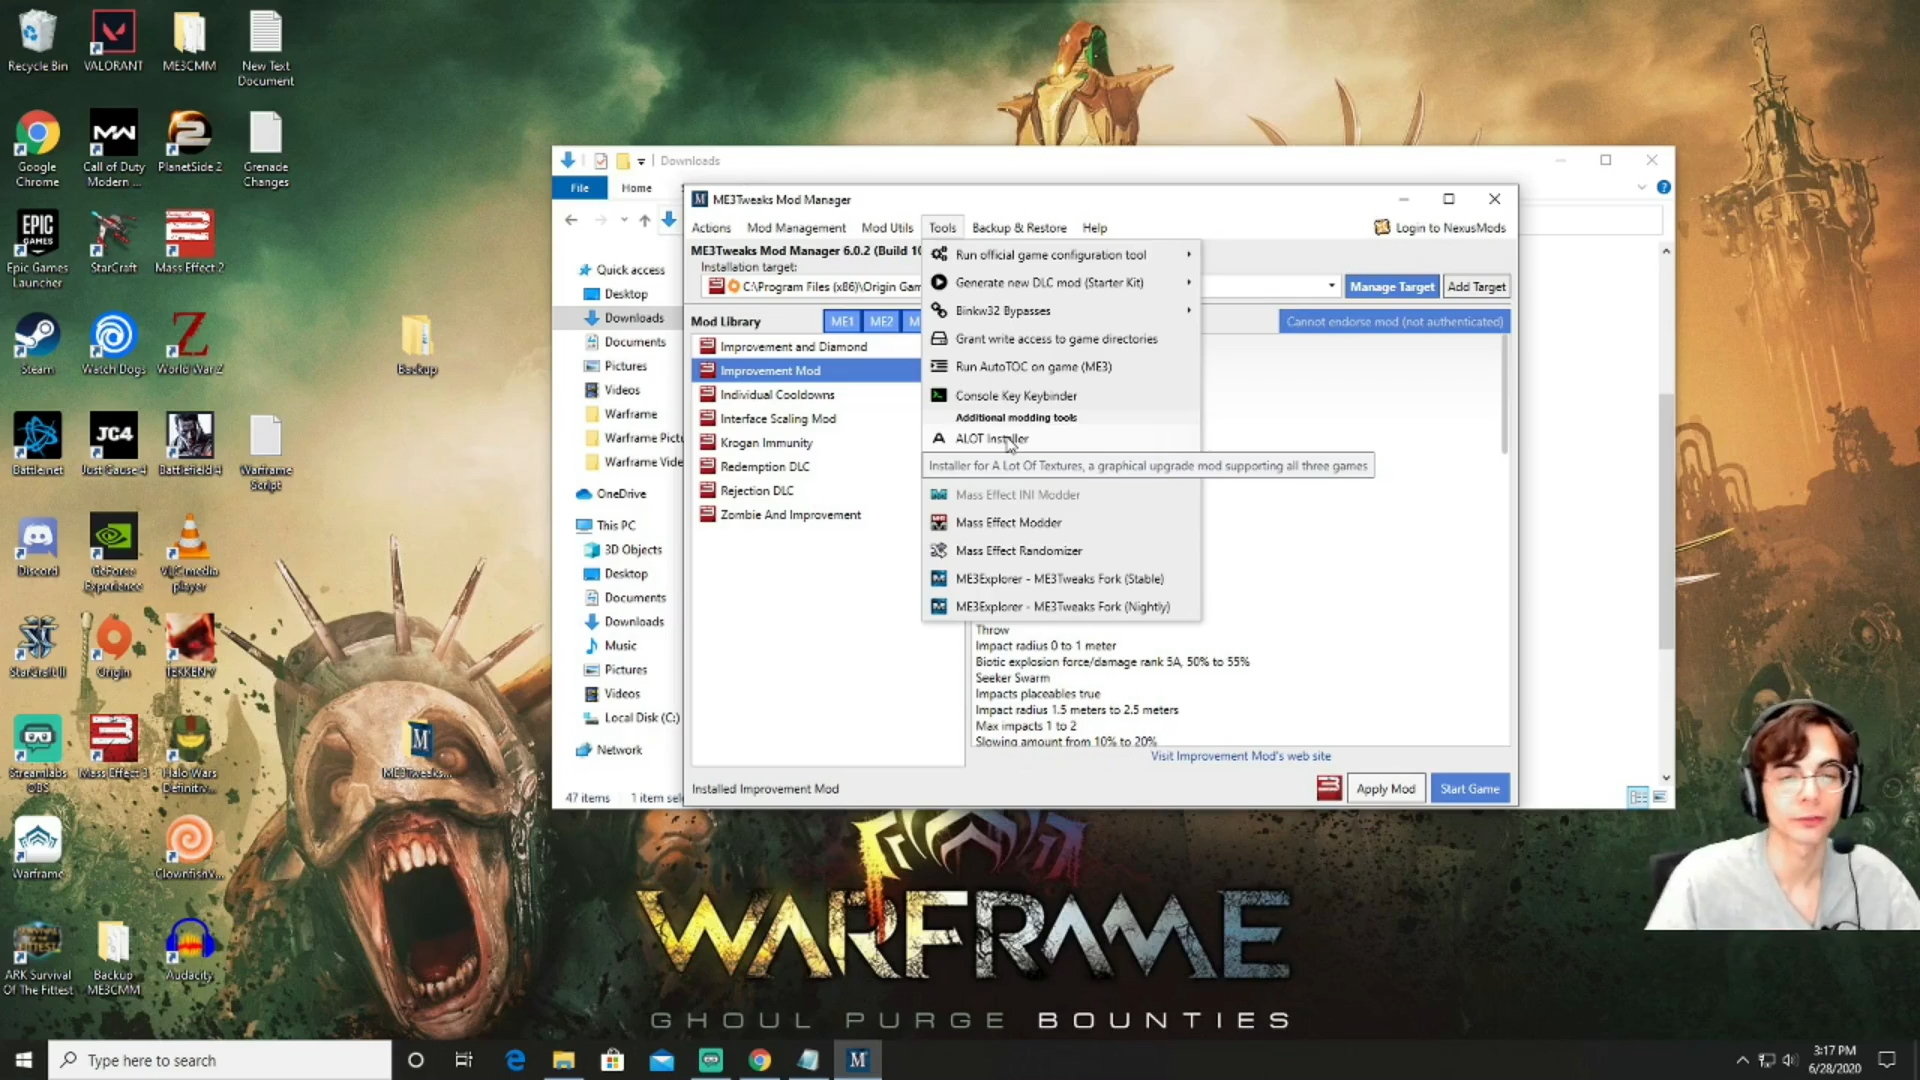 Recycle Bin
VALORANT
ME3CMM
New Text Document
Google Chrome
Call of Duty Modern ...
PlanetSide 2
Grenade Changes
EPIC GAMES
Epic Games Launcher
StarCraft
Mass Effect 2
Steam
Watch Dogs
World War Z
Backup
Battle.net
JC4
Just Cause 4
Battlefield 4
Warframe Script
Discord
GeForce Experience
VLC media player
StarCraft II
Origin
TEKKEN 7
Streamlabs OBS
Mass Effect 3
Halo Wars Definitiv...
ME3Tweaks...
Warframe
ClownfishV...
ARK Survival Of The Fittest
Backup ME3CMM
Audacity
Downloads
File
Home
Quick access
Desktop
Downloads
Documents
Pictures
Videos
Warframe
Warframe Pictu
Warframe Vide
OneDrive
This PC
3D Objects
Desktop
Documents
Downloads
Music
Pictures
Videos
Local Disk (C:)
Network
47 items
1 item sel
ME3Tweaks Mod Manager
Actions
Mod Management
Mod Utils
Tools
Backup & Restore
Help
Login to NexusMods
ME3Tweaks Mod Manager 6.0.2 (Build 10
Installation target:
C:\Program Files (x86)\Origin Gam
Manage Target
Add Target
Mod Library
ME1
ME2
M
Cannot endorse mod (not authenticated)
Improvement and Diamond
Improvement Mod
Individual Cooldowns
Interface Scaling Mod
Krogan Immunity
Redemption DLC
Rejection DLC
Zombie And Improvement
Run official game configuration tool
Generate new DLC mod (Starter Kit)
Binkw32 Bypasses
Grant write access to game directories
Run AutoTOC on game (ME3)
Console Key Keybinder
Additional modding tools
ALOT Installer
Installer for A Lot Of Textures, a graphical upgrade mod supporting all three games
Mass Effect INI Modder
Mass Effect Modder
Mass Effect Randomizer
ME3Explorer - ME3Tweaks Fork (Stable)
ME3Explorer - ME3Tweaks Fork (Nightly)
Throw
Impact radius 0 to 1 meter
Biotic explosion force/damage rank 5A, 50% to 55%
Seeker Swarm
Impacts placeables true
Impact radius 1.5 meters to 2.5 meters
Max impacts 1 to 2
Slowing amount from 10% to 20%
Visit Improvement Mod's web site
Installed Improvement Mod
Apply Mod
Start Game
WARFRAME
GHOUL PURGE BOUNTIES
Type here to search
3:17 PM
6/28/2020